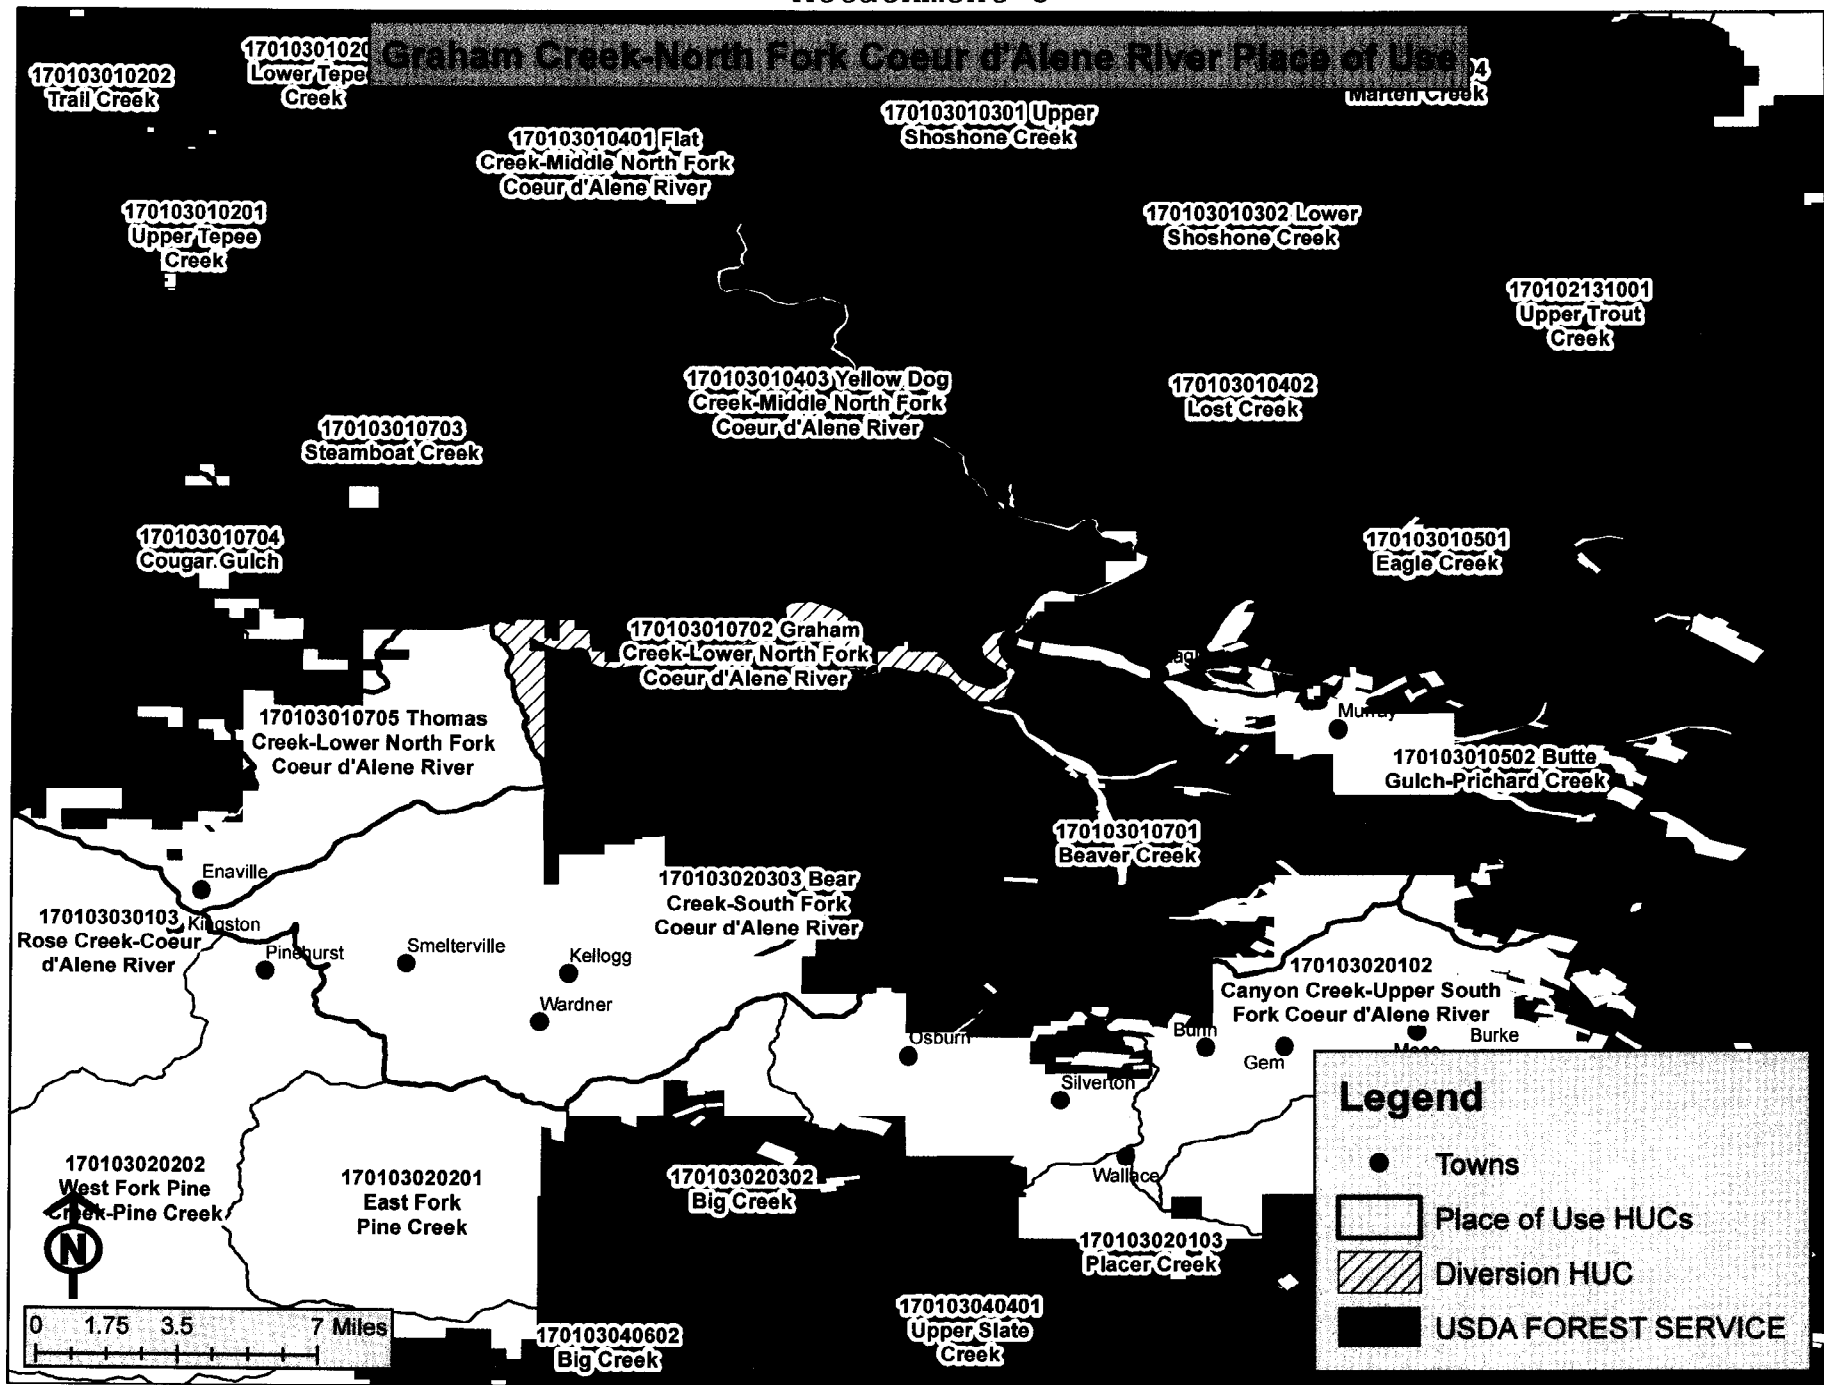 Graham Creek-North Fork Coeur d'Alene River Place of Use
170103010202
Trail Creek
17010301020
Lower Tepee
Creek
Marten Creek
170103010401 Flat
Creek-Middle North Fork
Coeur d'Alene River
170103010301 Upper
Shoshone Creek
170103010201
Upper Tepee
Creek
170103010302 Lower
Shoshone Creek
170102131001
Upper Trout
Creek
170103010403 Yellow Dog
Creek-Middle North Fork
Coeur d'Alene River
170103010402
Lost Creek
170103010703
Steamboat Creek
170103010704
Cougar Gulch
170103010501
Eagle Creek
170103010702 Graham
Creek-Lower North Fork
Coeur d'Alene River
170103010705 Thomas
Creek-Lower North Fork
Coeur d'Alene River
Murray
170103010502 Butte
Gulch-Prichard Creek
170103010701
Beaver Creek
Enaville
170103020303 Bear
Creek-South Fork
Coeur d'Alene River
170103030103
Rose Creek-Coeur
d'Alene River
Kingston
Pinehurst
Smelterville
Kellogg
Wardner
170103020102
Canyon Creek-Upper South
Fork Coeur d'Alene River
Osburn
Bunn
Gem
Burke
Silverton
Wallace
170103020202
West Fork Pine
Creek-Pine Creek
170103020201
East Fork
Pine Creek
170103020302
Big Creek
170103020103
Placer Creek
170103040401
Upper Slate
Creek
170103040602
Big Creek
N
0 1.75 3.5 7 Miles
Legend
Towns
Place of Use HUCs
Diversion HUC
USDA FOREST SERVICE